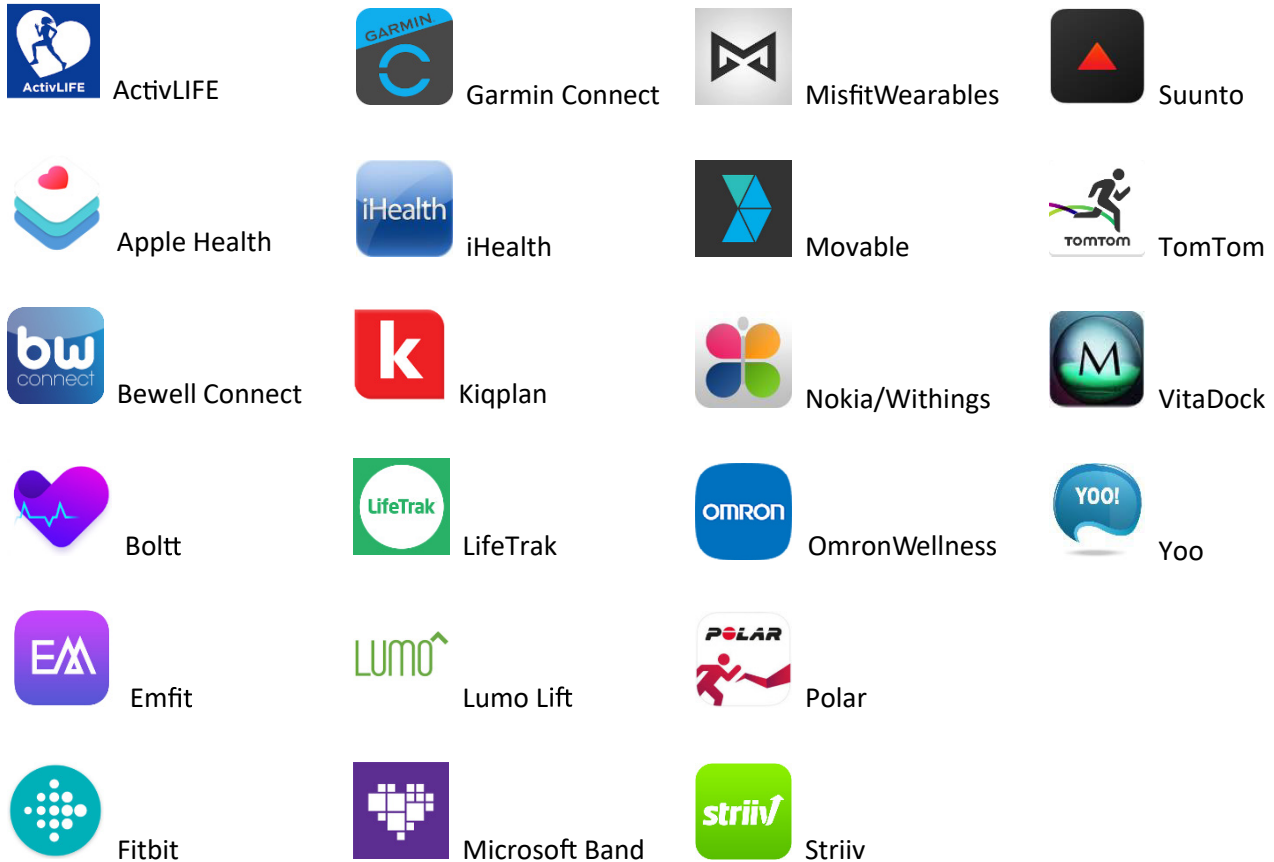 ActivLIFE
ActivLIFE
GARMIN
Garmin Connect
MisfitWearables
Suunto
Apple Health
iHealth
iHealth
Movable
TOMTOM
TomTom
bw
connect
Bewell Connect
k
Kiqplan
Nokia/Withings
M
VitaDock
Boltt
LifeTrak
LifeTrak
OMRON
OmronWellness
YOO!
Yoo
EM
Emfit
LUMO
Lumo Lift
POLAR
Polar
Fitbit
Microsoft Band
striiv
Striiv